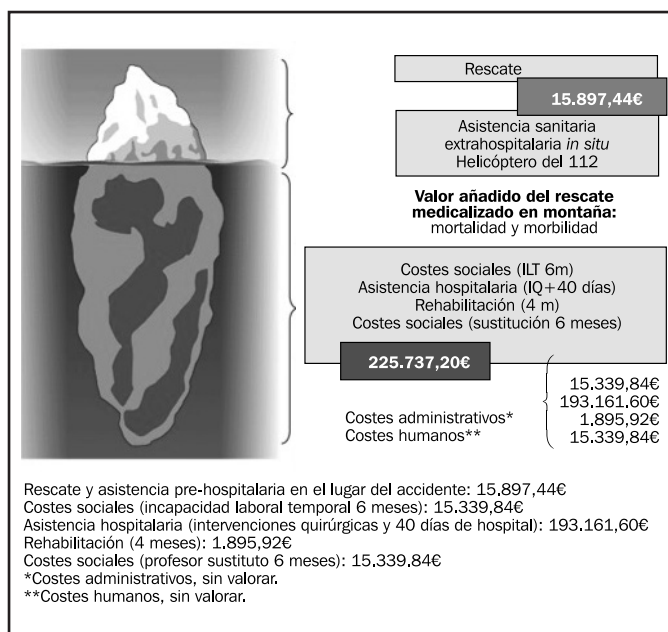 Rescate
15.897,44€
Asistencia sanitaria
extrahospitalaria in situ
Helicóptero del 112
Valor añadido del rescate
medicalizado en montaña:
mortalidad y morbilidad
Costes sociales (ILT 6m)
Asistencia hospitalaria (IQ+40 días)
Rehabilitación (4 m)
Costes sociales (sustitución 6 meses)
225.737,20€
15.339,84€
193.161.60€
1.895,92€
15.339,84€
Costes administrativos*
Costes humanos**
Rescate y asistencia pre-hospitalaria en el lugar del accidente: 15.897,44€
Costes sociales (incapacidad laboral temporal 6 meses): 15.339,84€
Asistencia hospitalaria (intervenciones quirúrgicas y 40 días de hospital): 193.161,60€
Rehabilitación (4 meses): 1.895,92€
Costes sociales (profesor sustituto 6 meses): 15.339.84€
*Costes administrativos, sin valorar.
**Costes humanos, sin valorar.